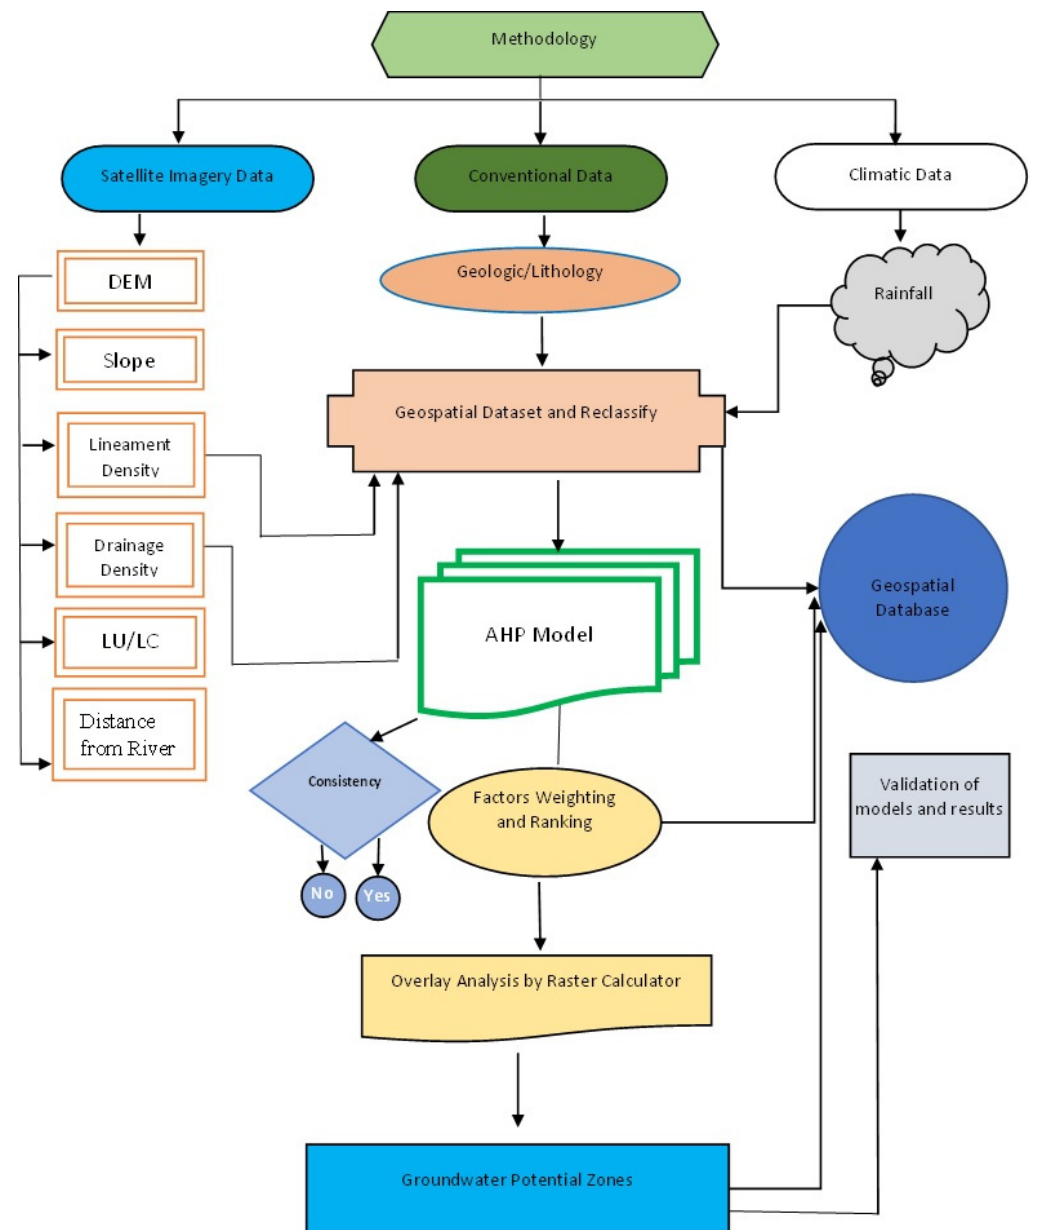 Methodology
Satellite Imagery Data
Conventional Data
Climatic Data
DEM
Geologic/Lithology
Rainfall
Slope
Geospatial Dataset and Reclassify
Lineament
Density
Drainage
Density
Geospatial
Database
AHP Model
LU/LC
Distance
from River
Consistency
Factors Weighting
and Ranking
Validation of
models and results
No
Yes
Overlay Analysis by Raster Calculator
Groundwater Potential Zones